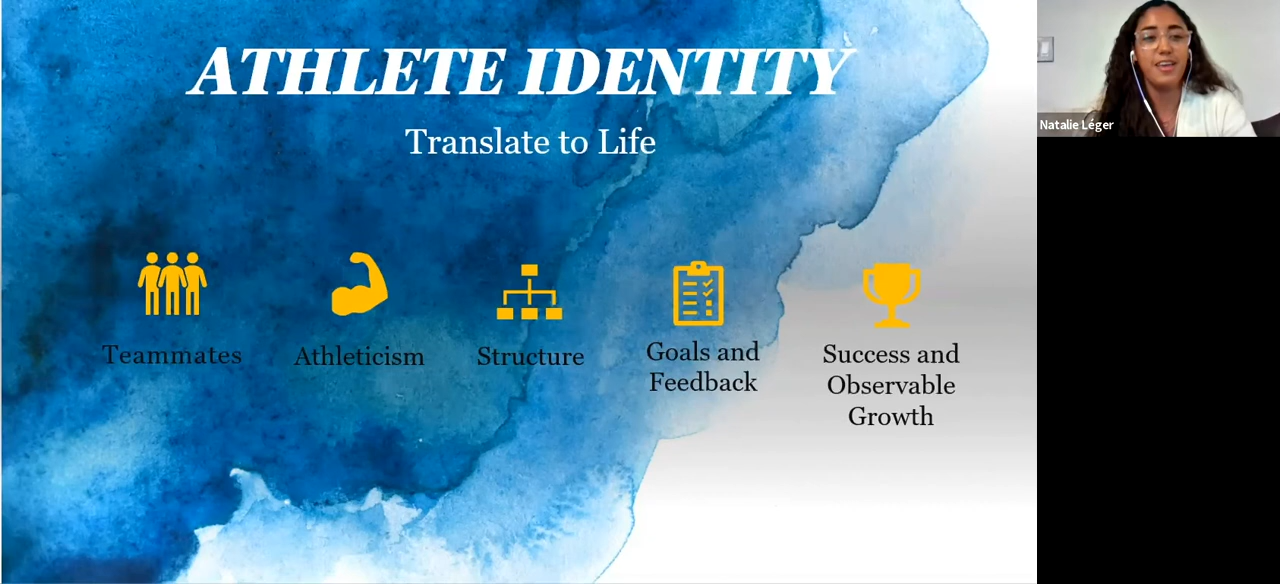 ATHLETE IDENTITY
Translate to Life
Teammates
Athleticism
Structure
Goals and
Feedback
Success and
Observable
Growth
Natalie Léger